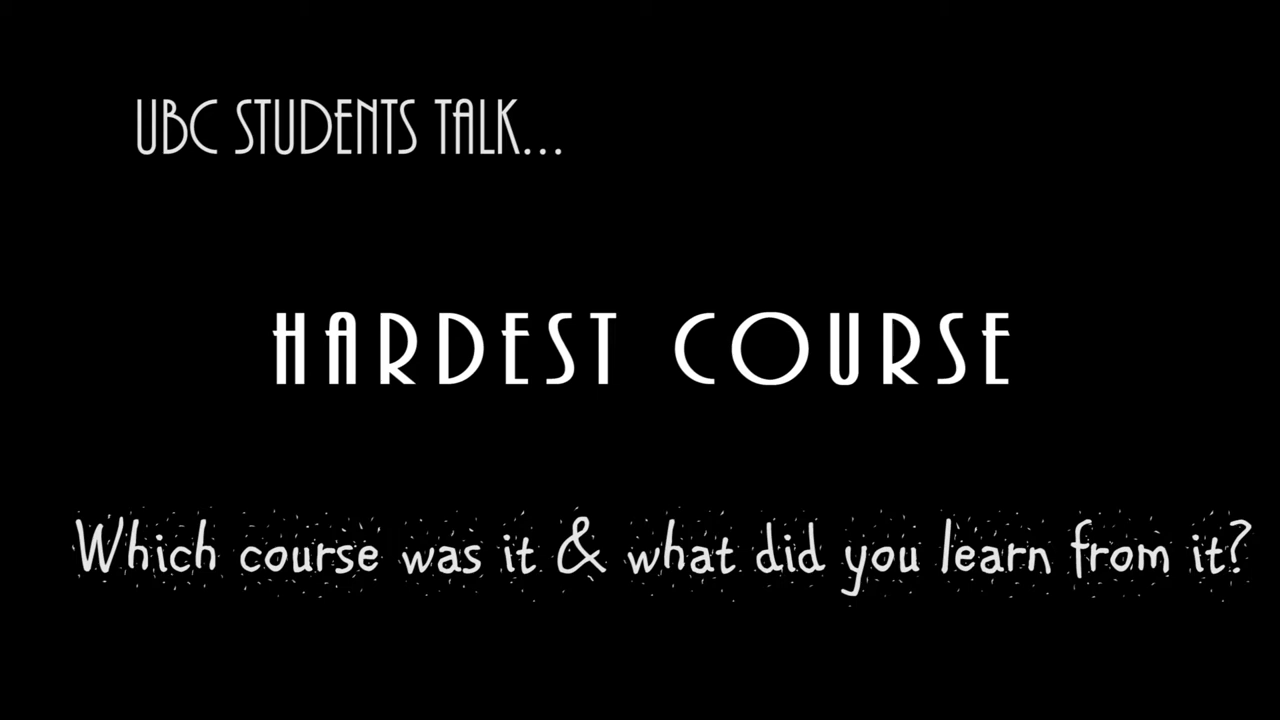 UBC STUDENTS TALK...
HARDEST COURSE
Which course was it & what did you learn from it?